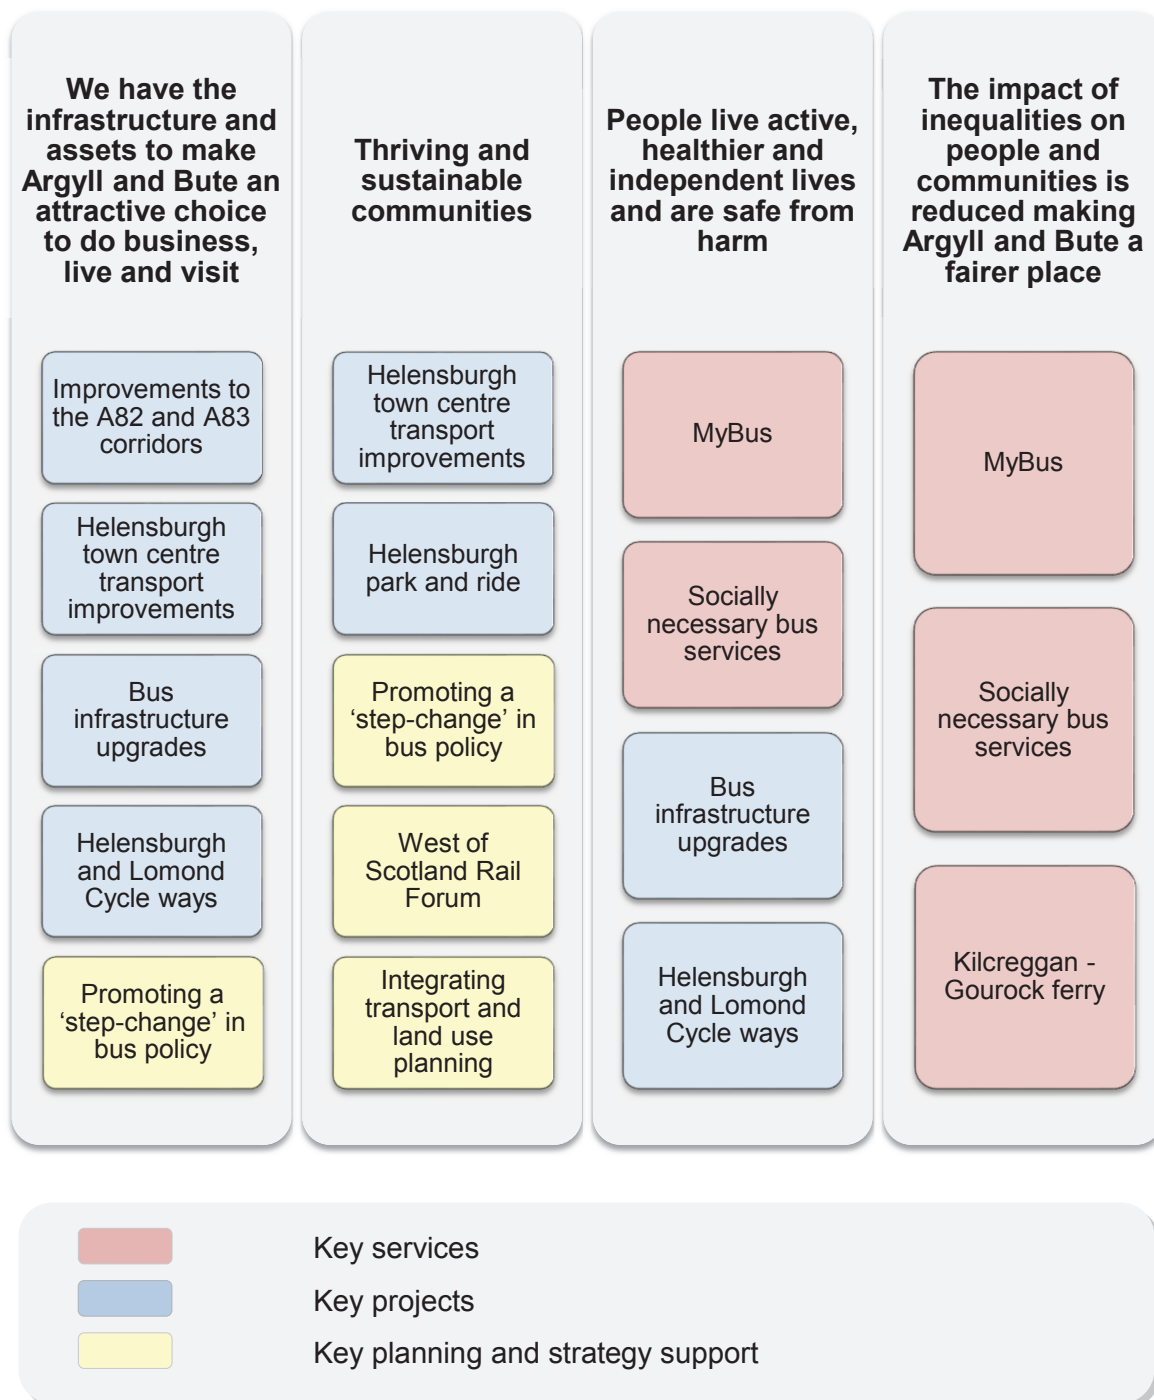 We have the
infrastructure and
assets to make
Argyll and Bute an
attractive choice
to do business,
live and visit
Improvements to
the A82 and A83
corridors
Helensburgh
town centre
transport
improvements
Bus
infrastructure
upgrades
Helensburgh
and Lomond
Cycle ways
Promoting a
‘step-change’ in
bus policy
Thriving and
sustainable
communities
Helensburgh
town centre
transport
improvements
Helensburgh
park and ride
Promoting a
‘step-change’ in
bus policy
West of
Scotland Rail
Forum
Integrating
transport and
land use
planning
People live active,
healthier and
independent lives
and are safe from
harm
MyBus
Socially
necessary bus
services
Bus
infrastructure
upgrades
Helensburgh
and Lomond
Cycle ways
The impact of
inequalities on
people and
communities is
reduced making
Argyll and Bute a
fairer place
MyBus
Socially
necessary bus
services
Kilcreggan -
Gourock ferry
Key services
Key projects
Key planning and strategy support